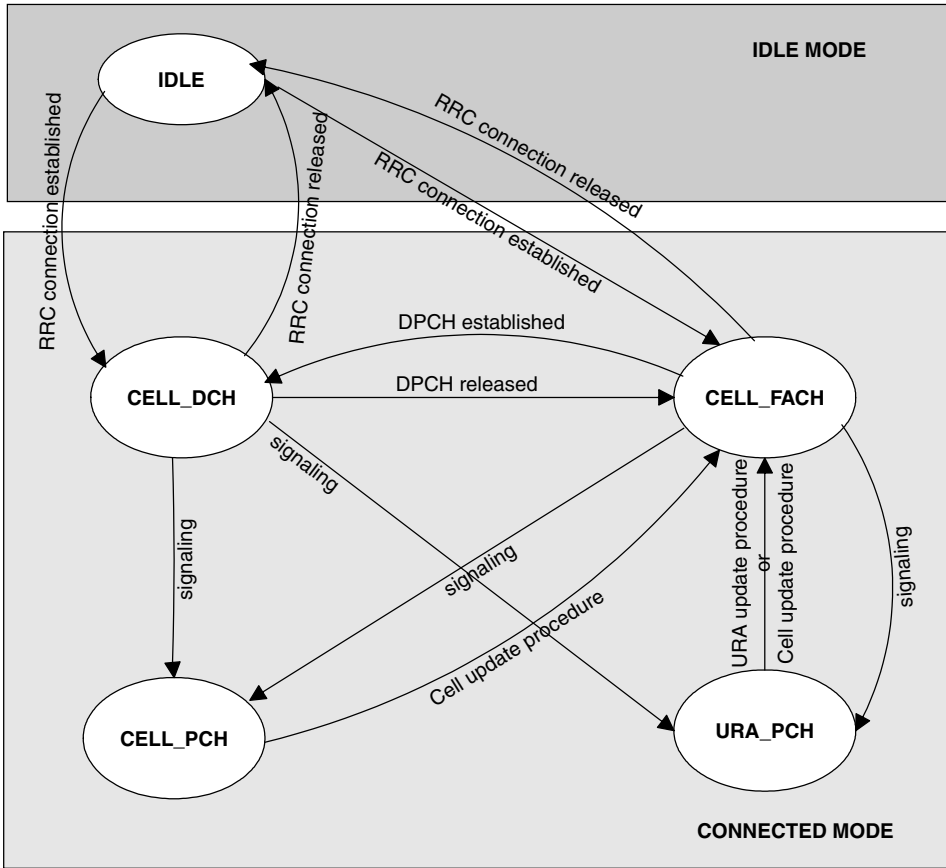 IDLE MODE
IDLE
RRC connection established
RRC connection released
RRC connection established
RRC connection released
DPCH established
DPCH released
CELL_DCH
CELL_FACH
signaling
signaling
signaling
Cell update procedure
URA update procedure
or
Cell update procedure
signaling
CELL_PCH
URA_PCH
CONNECTED MODE